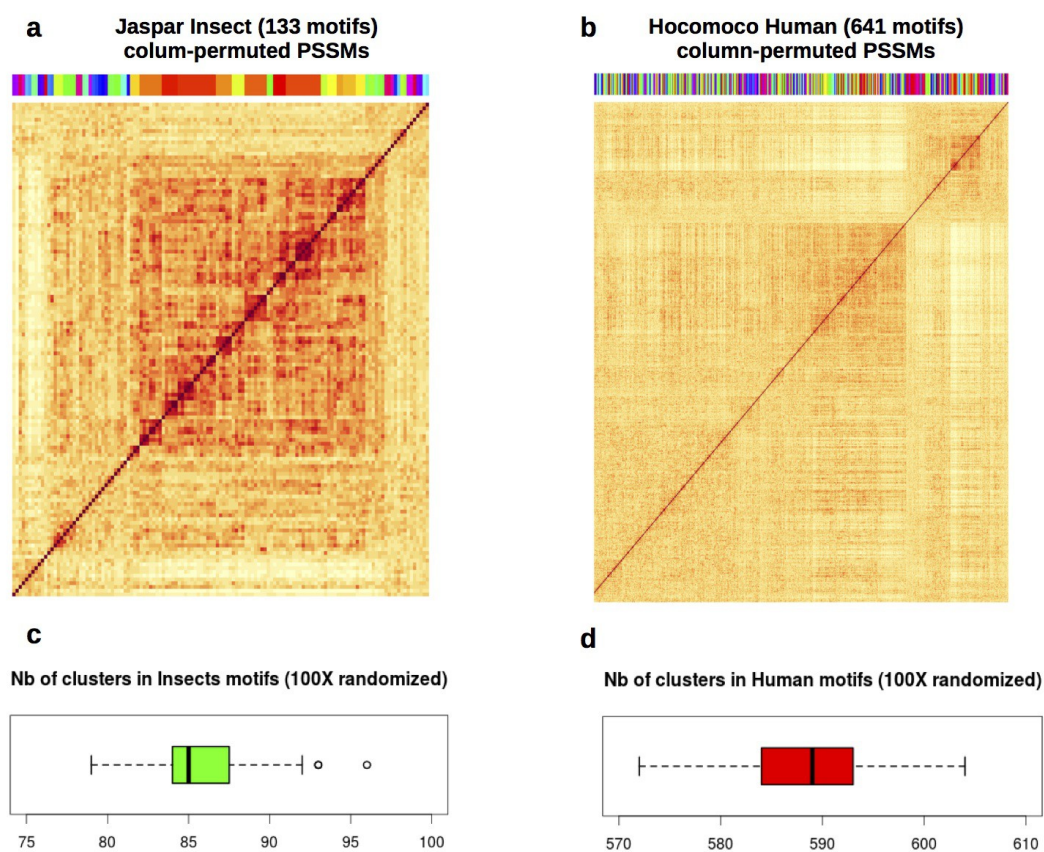 a
Jaspar Insect (133 motifs)
colum-permuted PSSMs
b
Hocomoco Human (641 motifs)
column-permuted PSSMs
c
Nb of clusters in Insects motifs (100X randomized)
75 80 85 90 95 100
d
Nb of clusters in Human motifs (100X randomized)
570 580 590 600 610